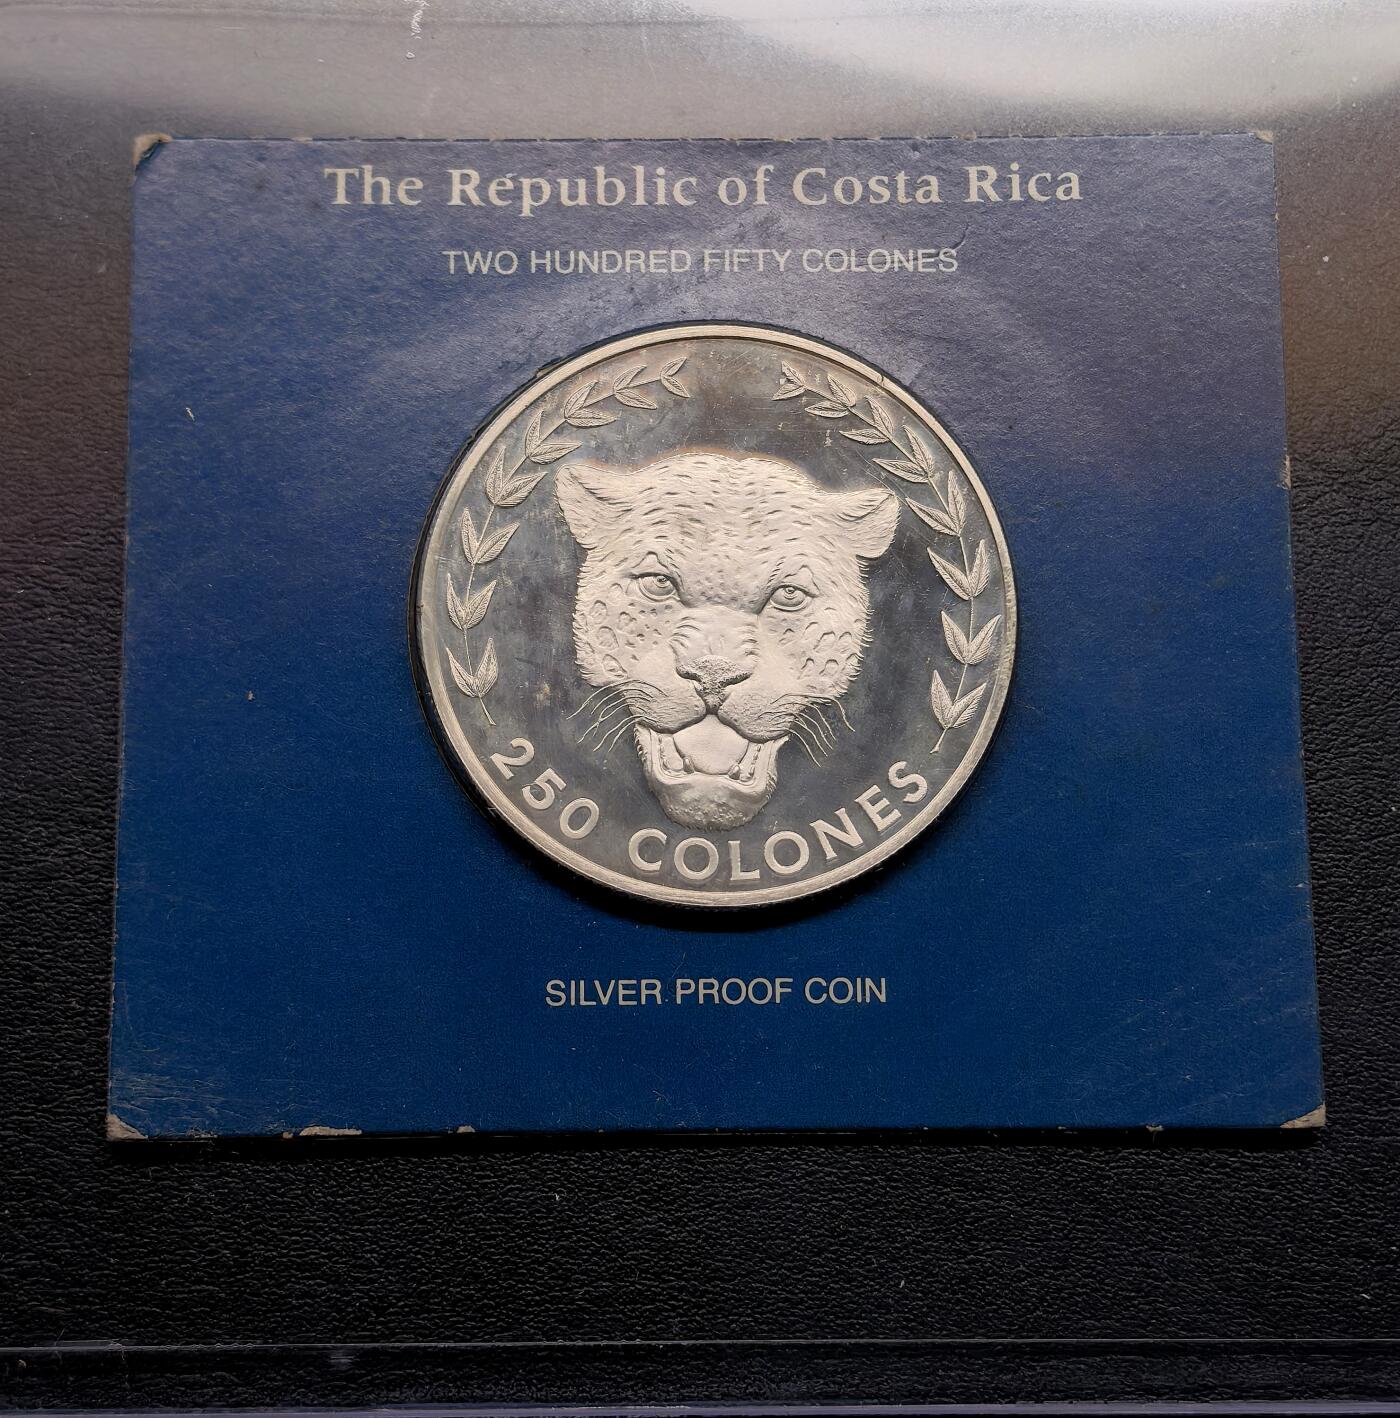 The Republic of Costa Rica
TWO HUNDRED FIFTY COLONES
250 COLONES
SILVER PROOF COIN